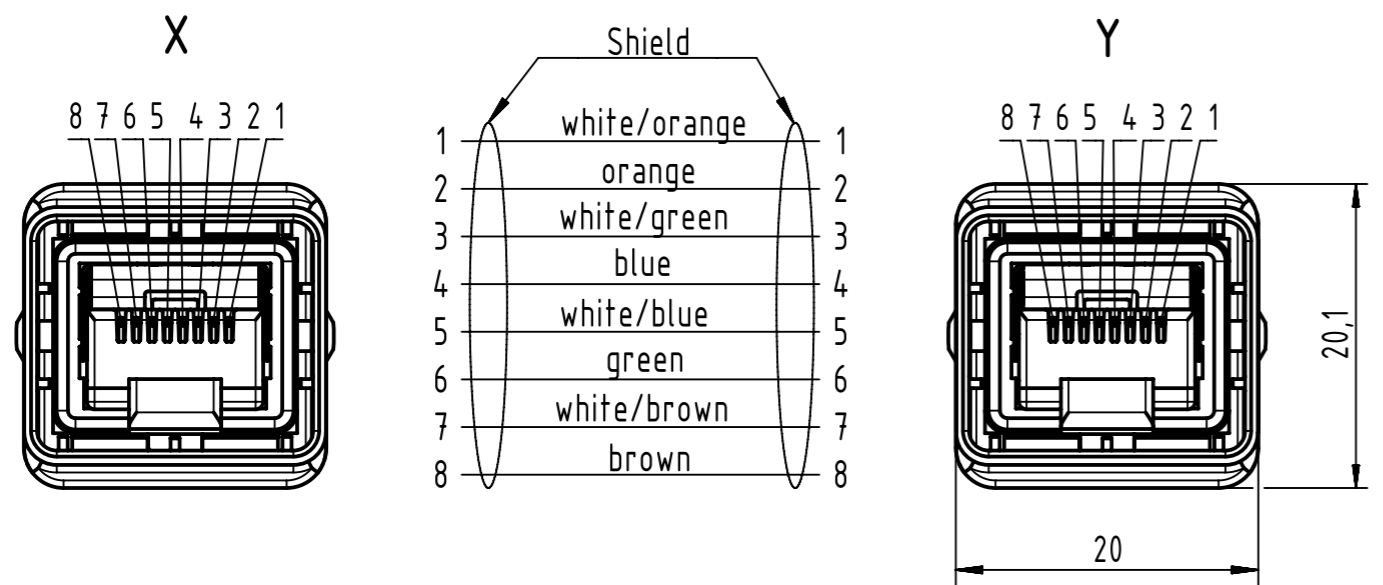 X
Shield
Y
8 7 6 5 4 3 2 1
8 7 6 5 4 3 2 1
1 white/orange 1
2 orange 2
3 white/green 3
4 blue 4
5 white/blue 5
6 green 6
7 white/brown 7
8 brown 8
20,1
20